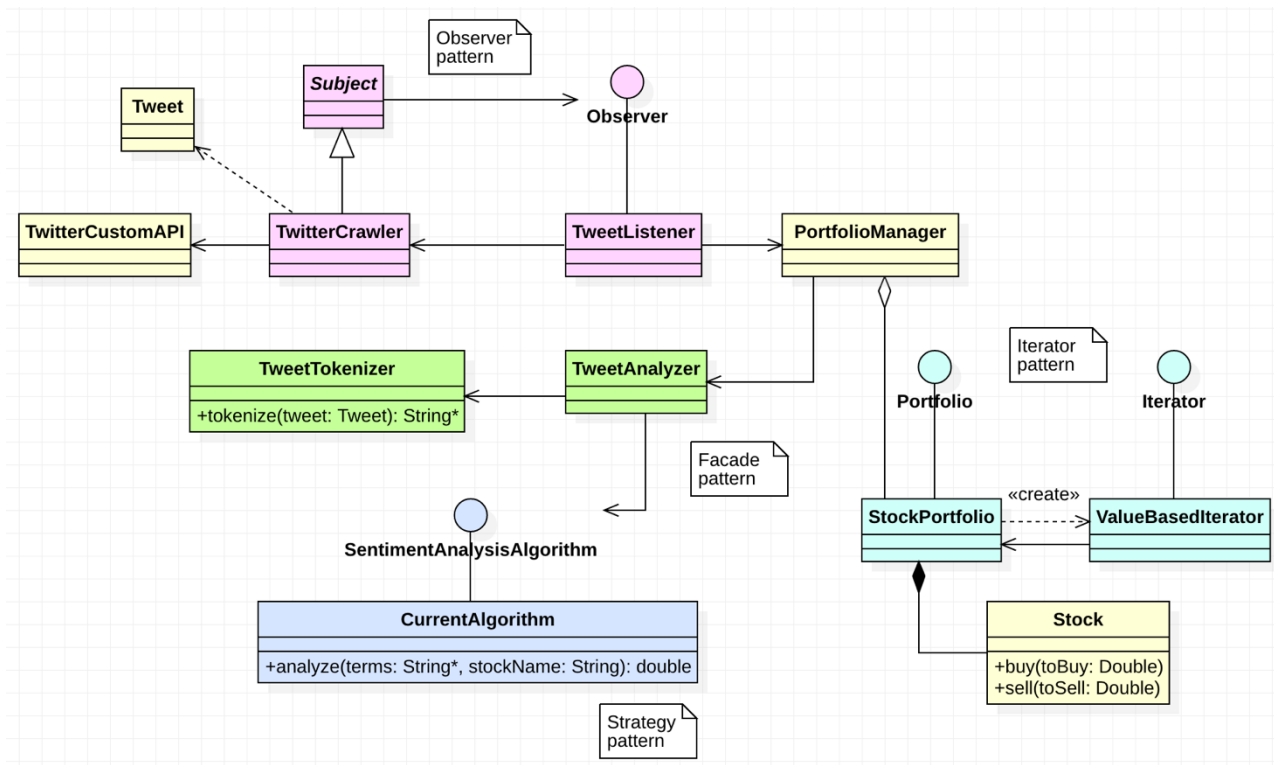 Observer
pattern
Subject
Tweet
Observer
TwitterCustomAPI
TwitterCrawler
TweetListener
PortfolioManager
TweetTokenizer
+tokenize(tweet: Tweet): String*
TweetAnalyzer
Iterator
pattern
Portfolio
Iterator
Facade
pattern
«create»
StockPortfolio
ValueBasedIterator
SentimentAnalysisAlgorithm
CurrentAlgorithm
+analyze(terms: String*, stockName: String): double
Stock
+buy(toBuy: Double)
+sell(toSell: Double)
Strategy
pattern